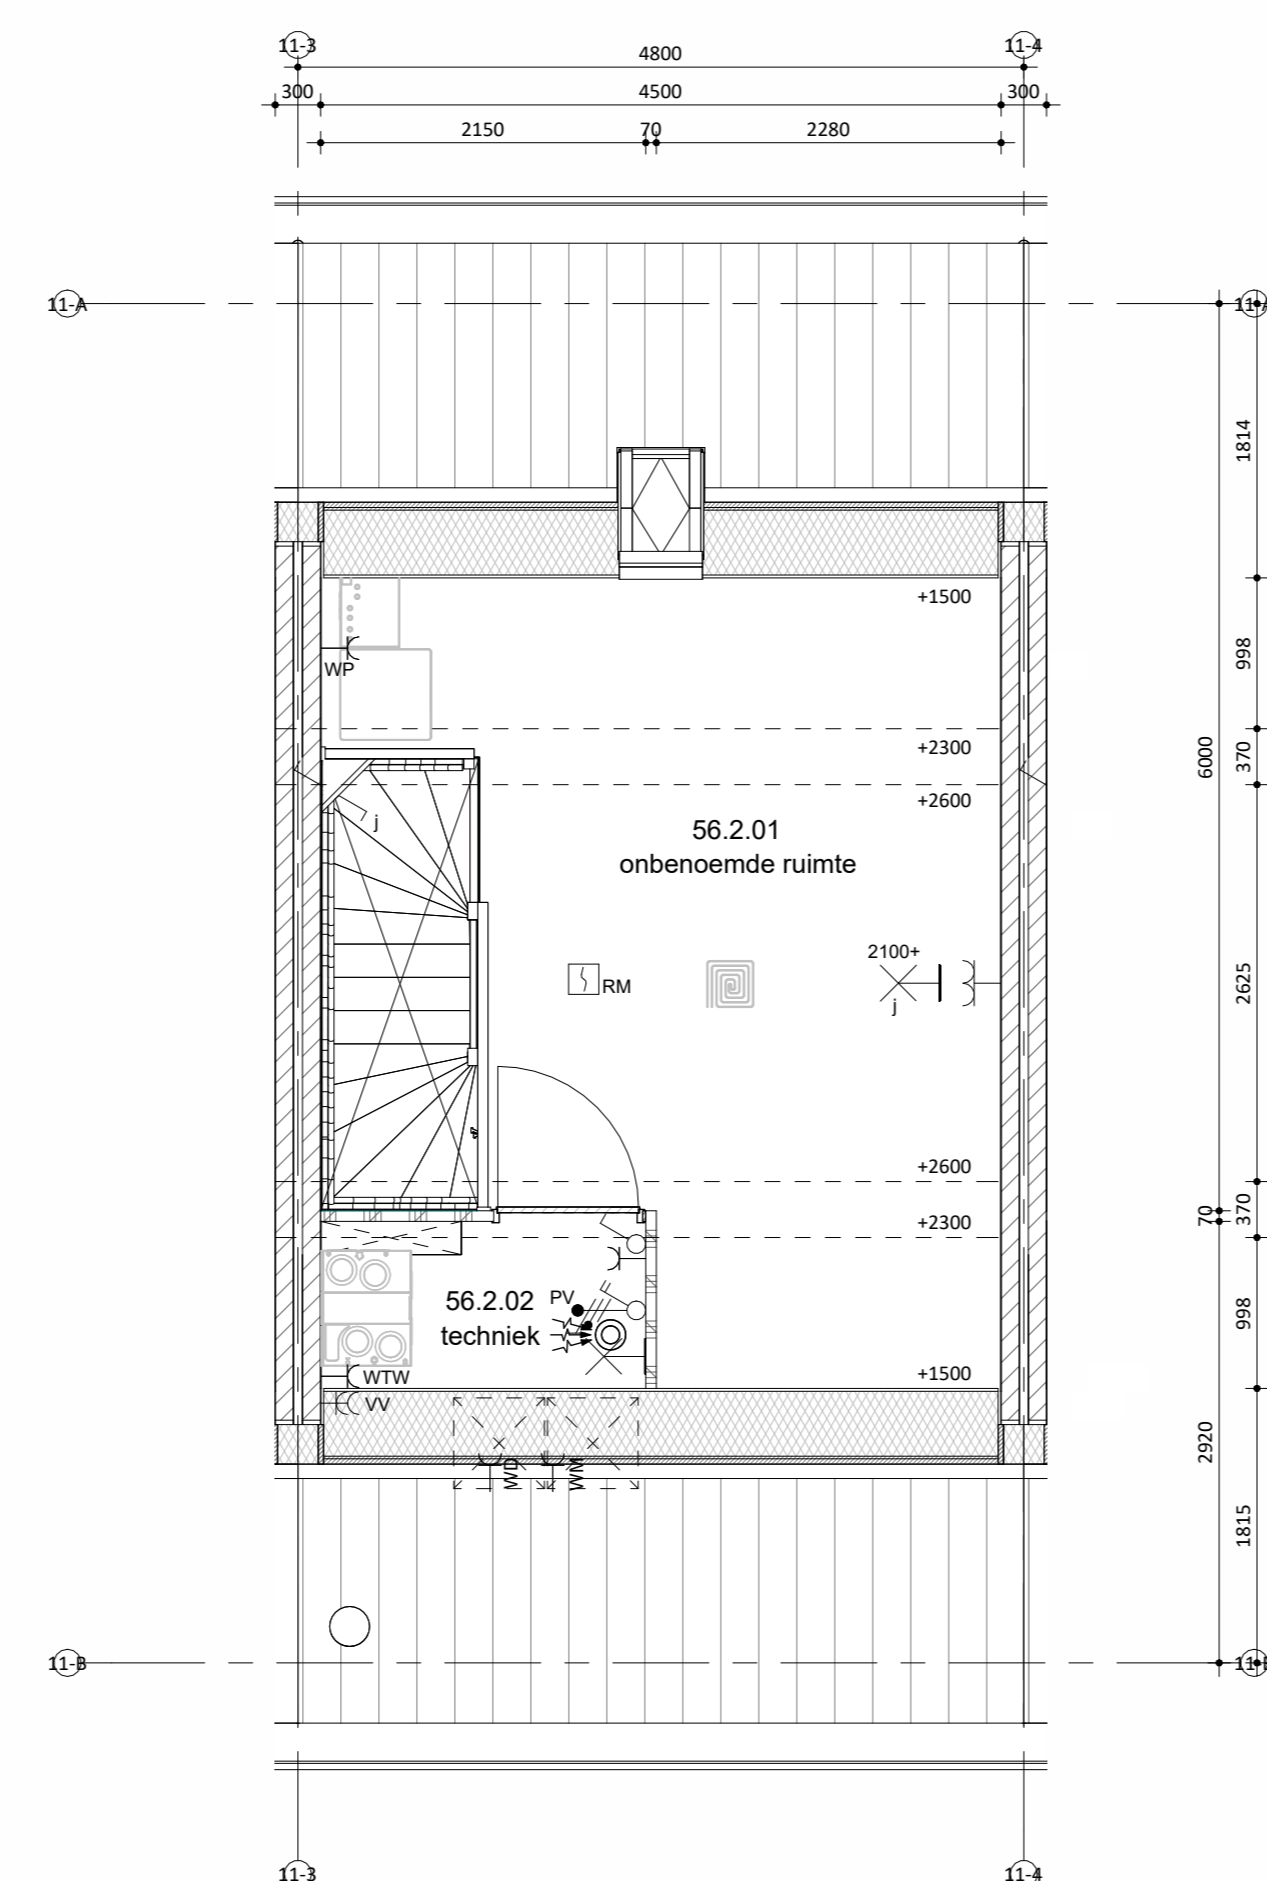 11-3
11-4
4800
300
4500
300
2150
70
2280
11-A
11-A
1814
+1500
WP
998
+2300
370
6000
+2600
j
56.2.01
onbenoemde ruimte
2100+
RM
j
2625
+2600
70
370
+2300
56.2.02
techniek
PV
998
WTW
VV
+1500
WD
WM
2920
1815
11-B
11-B
11-3
11-4